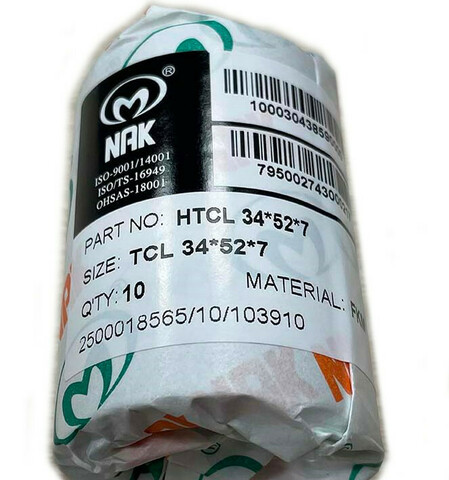 ®
NAK
ISO-9001/14001
ISO/TS-16949
OHSAS-18001
PART NO: HTCL 34*52*7
SIZE: TCL 34*52*7
Q'TY: 10
MATERIAL:
2500018565/10/103910